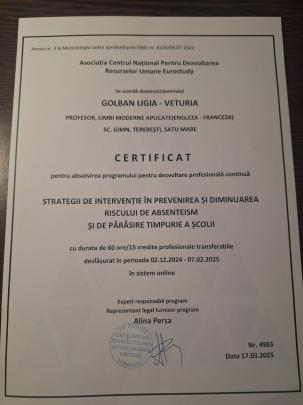 Anexa nr. 3 la Metodologia cadru aprobată prin OME nr. 4224/06.07.2022
Asociația Centrul Național Pentru Dezvoltarea
Resurselor Umane Eurostudy
Se acordă doamnei/domnului
GOLBAN LIGIA - VETURIA
PROFESOR, LIMBI MODERNE APLICATE(ENGLEZA - FRANCEZA)
SC. GIMN. TEREBEȘTI, SATU MARE
CERTIFICAT
pentru absolvirea programului pentru dezvoltare profesională continuă
STRATEGII DE INTERVENȚIE ÎN PREVENIREA ȘI DIMINUAREA
RISCULUI DE ABSENTEISM
ȘI DE PĂRĂSIRE TIMPURIE A ȘCOLII
cu durata de 60 ore/15 credite profesionale transferabile
desfășurat în perioada 02.12.2024 - 07.02.2025
în sistem online
Expert responsabil program
Reprezentant legal furnizor program
Alina Perșa
Nr. 4983
Data 17.03.2025